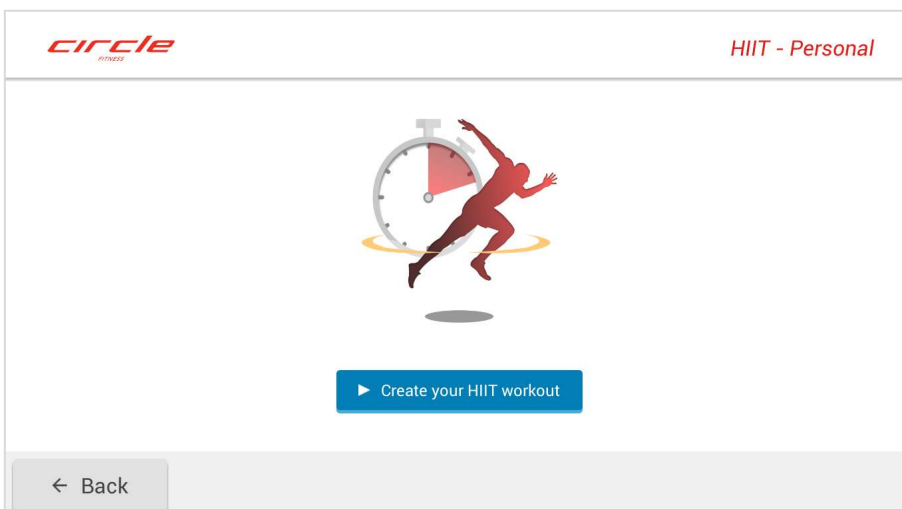 circle
FITNESS
HIIT - Personal
Create your HIIT workout
Back